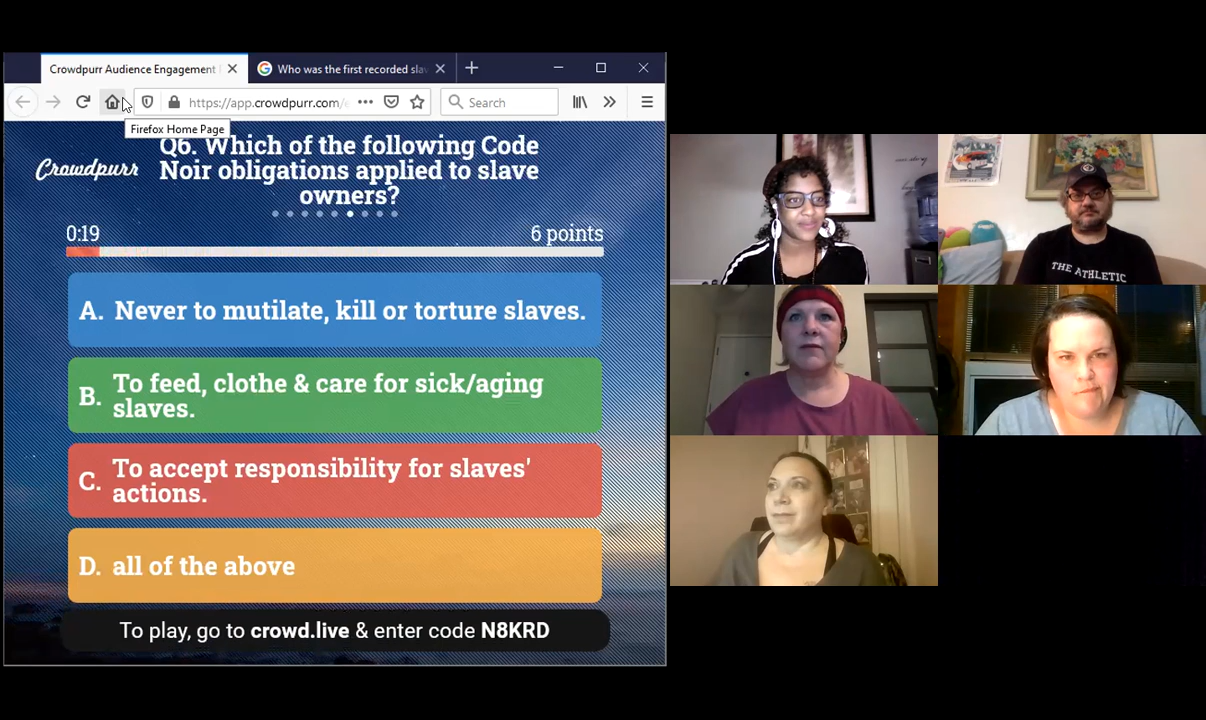 Crowdpurr Audience Engagement
Who was the first recorded slav
https://app.crowdpurr.com/
Search
Firefox Home Page
Crowdpurr
Q6. Which of the following Code
Noir obligations applied to slave
owners?
0:19
6 points
A. Never to mutilate, kill or torture slaves.
B. To feed, clothe & care for sick/aging
slaves.
C. To accept responsibility for slaves'
actions.
D. all of the above
To play, go to crowd.live & enter code N8KRD
THE ATHLETIC